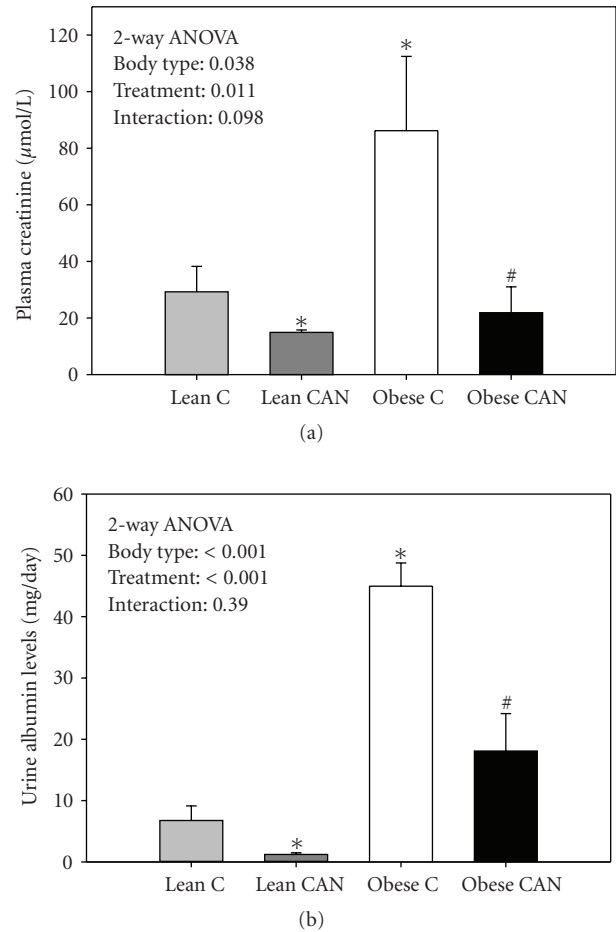 120
100
80
60
40
20
0
Plasma creatinine (μmol/L)
2-way ANOVA
Body type: 0.038
Treatment: 0.011
Interaction: 0.098
*
*
#
Lean C Lean CAN Obese C Obese CAN
(a)
60
50
40
30
20
10
0
Urine albumin levels (mg/day)
2-way ANOVA
Body type: < 0.001
Treatment: < 0.001
Interaction: 0.39
*
*
#
Lean C Lean CAN Obese C Obese CAN
(b)